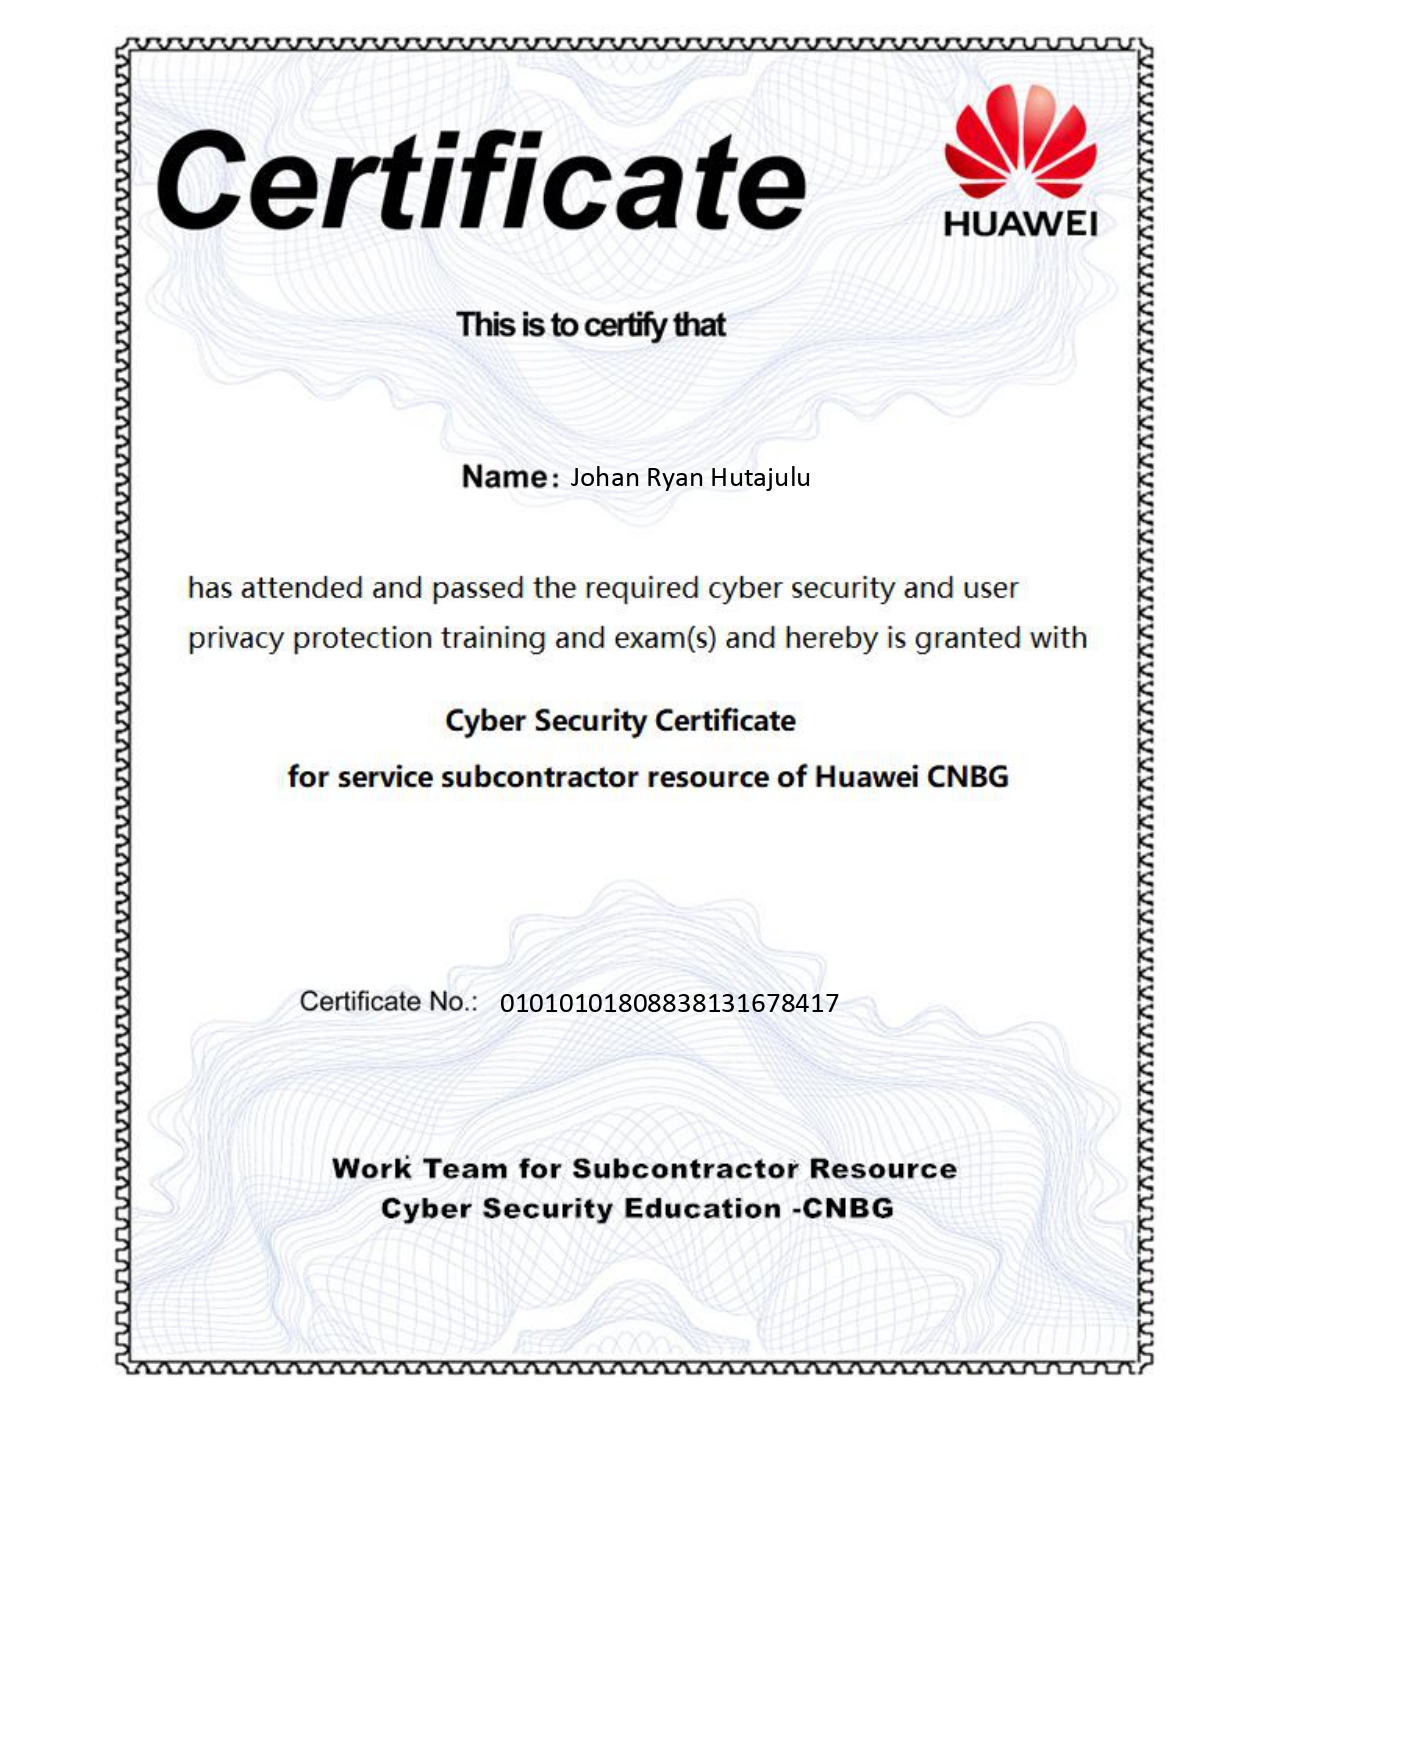 Certificate
HUAWEI
This is to certify that
Name: Johan Ryan Hutajulu
has attended and passed the required cyber security and user
privacy protection training and exam(s) and hereby is granted with
Cyber Security Certificate
for service subcontractor resource of Huawei CNBG
Certificate No.: 01010101808838131678417
Work Team for Subcontractor Resource
Cyber Security Education -CNBG